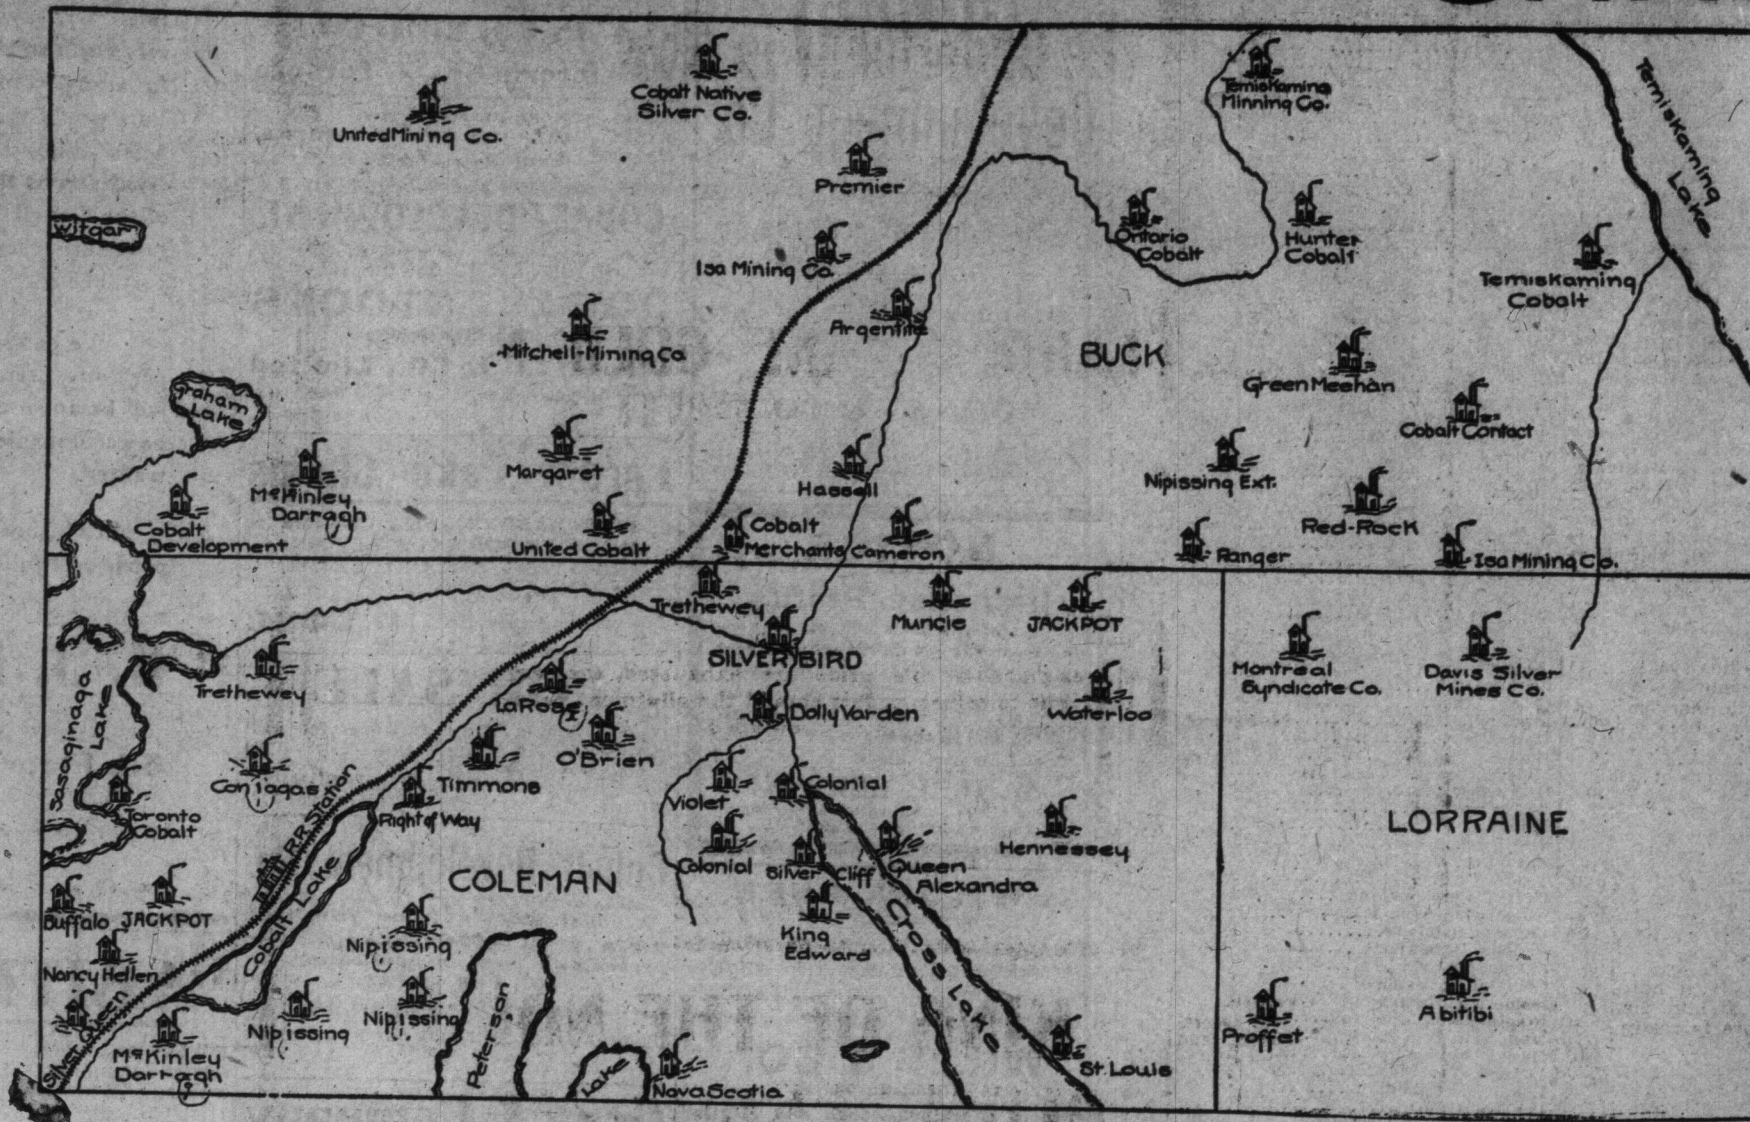 Cobalt Native
Silver Co.
United Mining Co.
Temiskaming
Minning Co.
Temiskaming
Lake
Premier
Witgar
Isa Mining Co.
Ontario
Cobalt
Hunter
Cobalt
Temiskaming
Cobalt
Argentite
Mitchell-Mining Co
BUCK
Green Meehan
Graham
Lake
Cobalt Contact
Margaret
Hassell
Nipissing Ext.
McKinley
Darragh
Cobalt
Development
United Cobalt
Cobalt
Merchants
Cameron
Red-Rock
Ranger
Isa Mining Co.
Trethewey
Muncie
JACKPOT
SILVER BIRD
Montreal
Syndicate Co.
Davis Silver
Mines Co.
Trethewey
LaRose
Dolly Varden
Waterloo
Sasaginaga
Lake
O'Brien
Coniagas
Timmons
Violet
Colonial
Toronto
Cobalt
RR Station
Right of Way
LORRAINE
Colonial
Silver Cliff
Queen
Alexandra
Hennessey
COLEMAN
Buffalo
JACKPOT
Cobalt Lake
Nipissing
King
Edward
Cross Lake
Nancy Hellen
Silver Queen
McKinley
Darragh
Nipissing
Nipissing
Peterson
Lake
Nova Scotia
St. Louis
Proffet
Abitibi